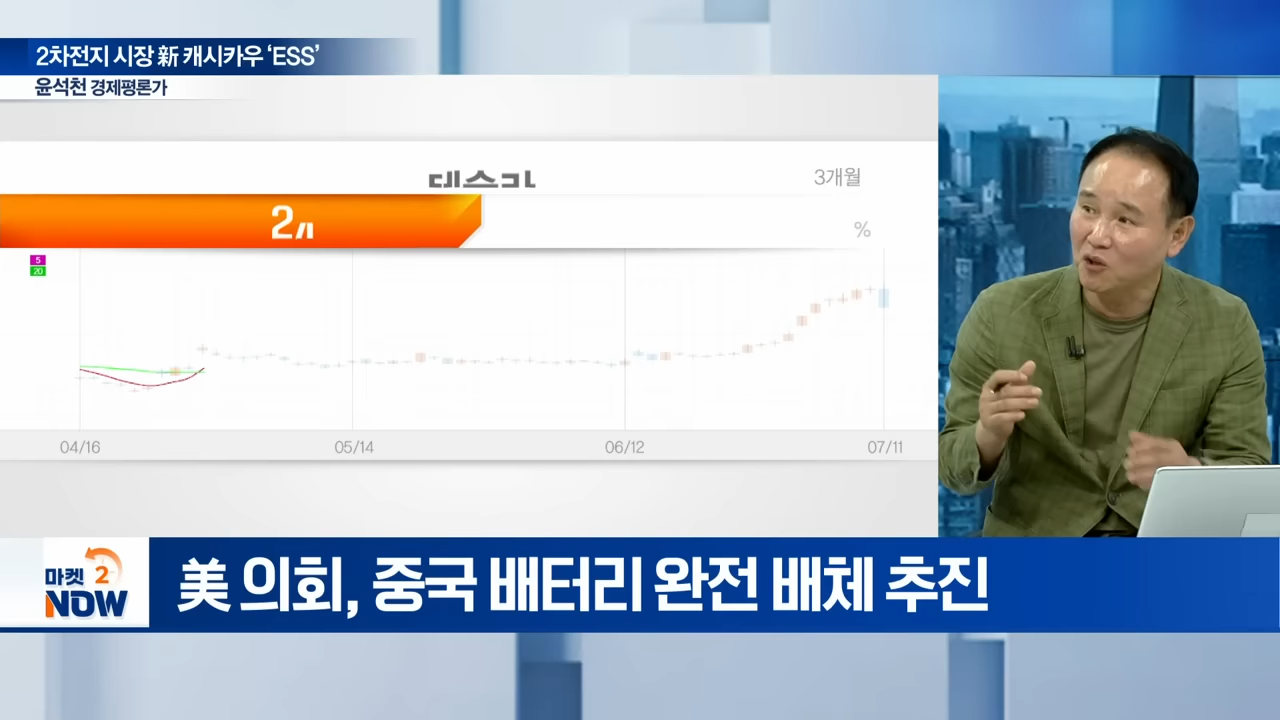 2차전지 시장 新 캐시카우 ‘ESS’
윤석천 경제평론가
3개월
%
5
20
04/16
05/14
06/12
07/11
마켓 2
NOW
美 의회, 중국 배터리 완전 배체 추진